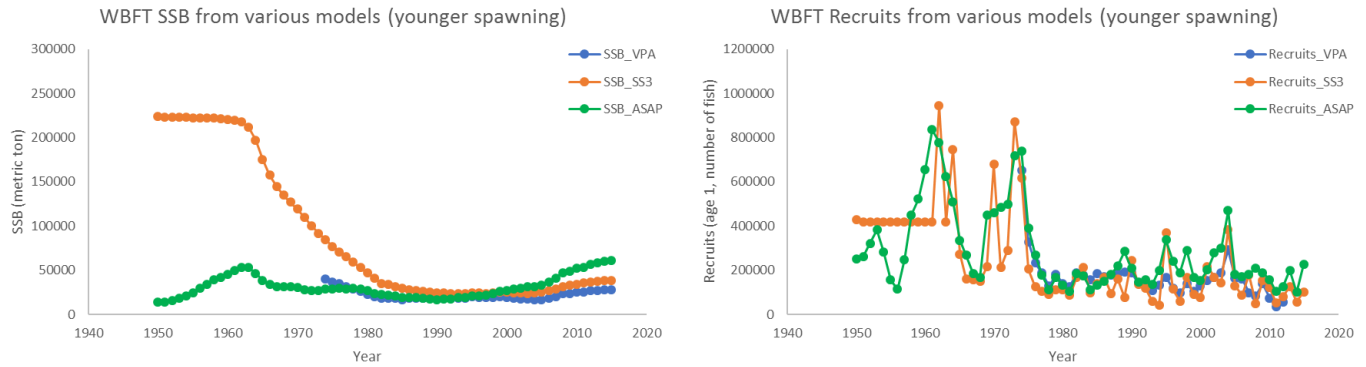 WBFT SSB from various models (younger spawning)
300000
250000
200000
150000
100000
50000
0
SSB (metric ton)
1940
1950
1960
1970
1980
1990
2000
2010
2020
Year
SSB_VPA
SSB_SS3
SSB_ASAP
WBFT Recruits from various models (younger spawning)
1200000
1000000
800000
600000
400000
200000
0
Recruits (age 1, number of fish)
1940
1950
1960
1970
1980
1990
2000
2010
2020
Year
Recruits_VPA
Recruits_SS3
Recruits_ASAP